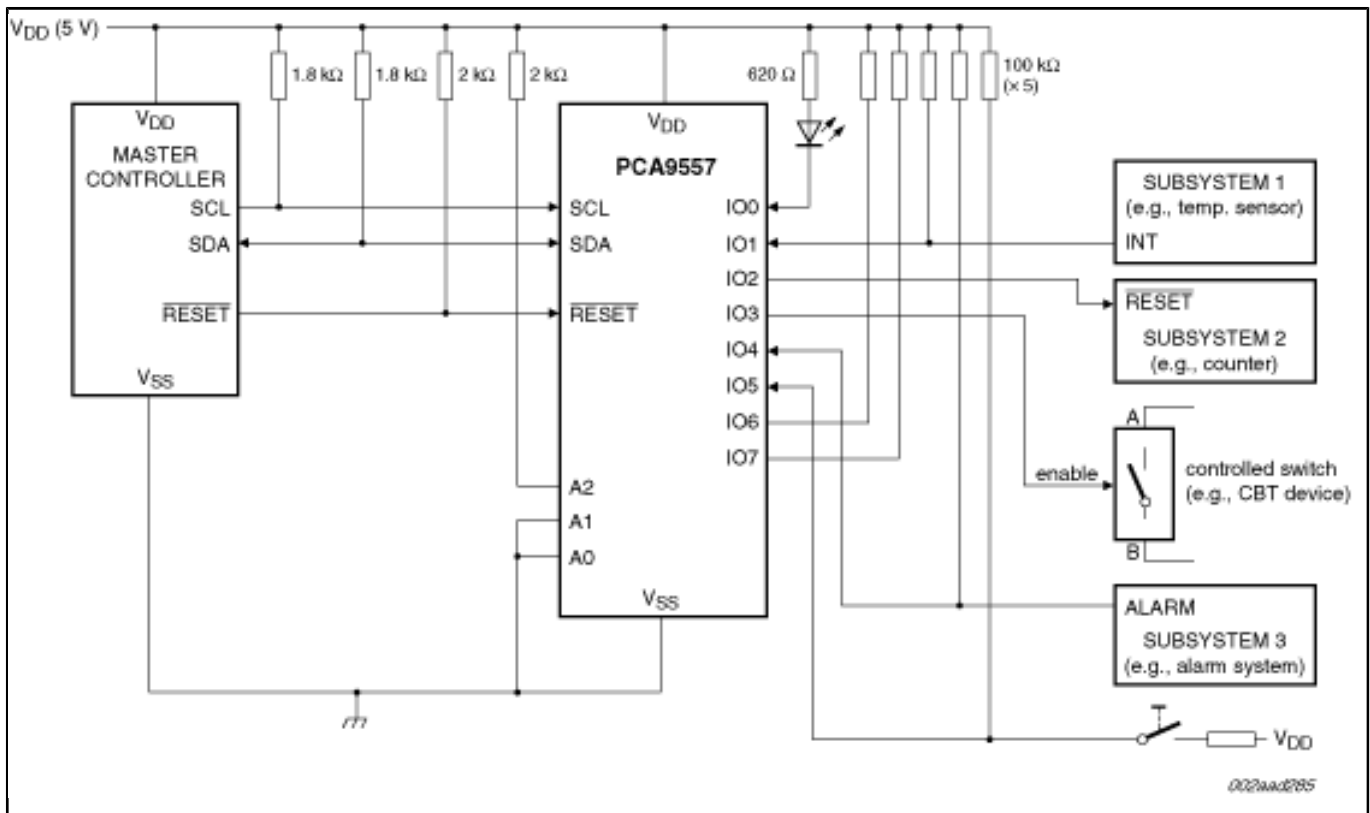 VDD (5 V)
1.8 kΩ
1.8 kΩ
2 kΩ
2 kΩ
620 Ω
100 kΩ
(× 5)
VDD
MASTER
CONTROLLER
SCL
SDA
RESET
VSS
VDD
PCA9557
SCL
SDA
RESET
A2
A1
A0
VSS
IO0
IO1
IO2
IO3
IO4
IO5
IO6
IO7
SUBSYSTEM 1
(e.g., temp. sensor)
INT
RESET
SUBSYSTEM 2
(e.g., counter)
A
enable
controlled switch
(e.g., CBT device)
B
ALARM
SUBSYSTEM 3
(e.g., alarm system)
VDD
002aad285